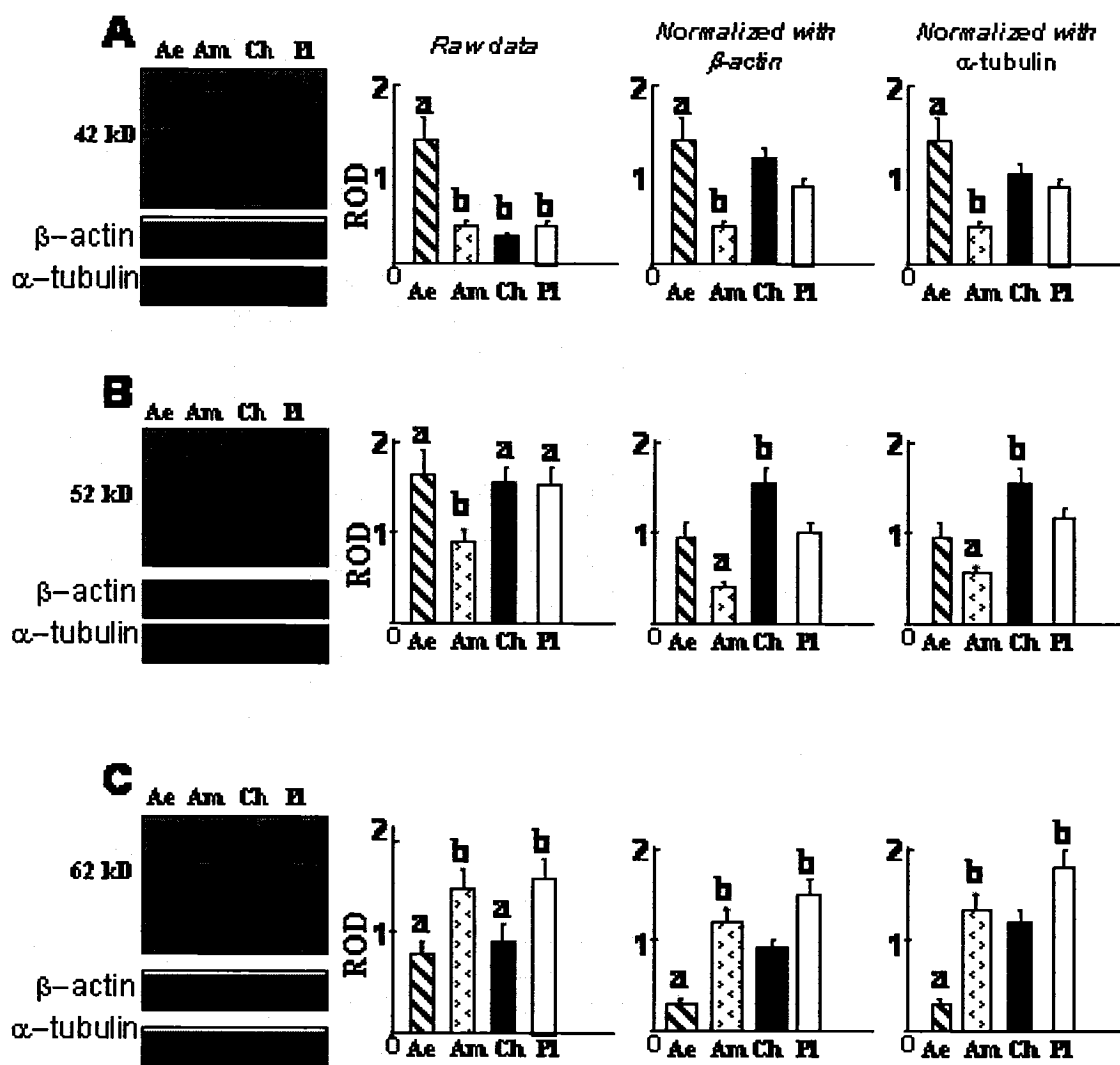 A
Ae Am Ch Pl
42 kD
β–actin
α–tubulin
Raw data
ROD
2
1
0
a
b
b
b
Ae Am Ch Pl
Normalized with
β-actin
2
1
0
a
b
Ae Am Ch Pl
Normalized with
α-tubulin
2
1
0
a
b
Ae Am Ch Pl
B
Ae Am Ch Pl
52 kD
β–actin
α–tubulin
ROD
2
1
0
a
b
a
a
Ae Am Ch Pl
2
1
0
a
b
Ae Am Ch Pl
2
1
0
a
b
Ae Am Ch Pl
C
Ae Am Ch Pl
62 kD
β–actin
α–tubulin
ROD
2
1
0
a
b
a
b
Ae Am Ch Pl
2
1
0
a
b
b
Ae Am Ch Pl
2
1
0
a
b
b
Ae Am Ch Pl